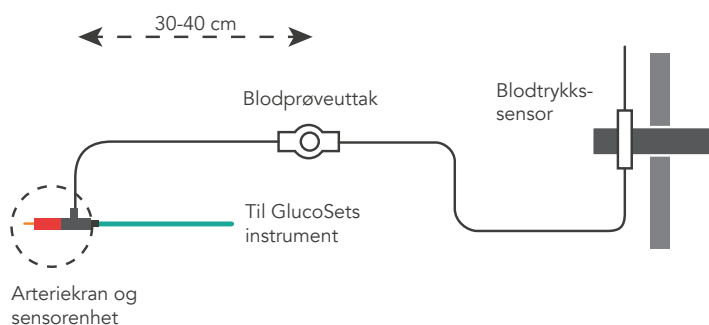 30-40 cm
Blodprøveuttak
Blodtrykks-
sensor
Til GlucoSets
instrument
Arteriekran og
sensorenhet